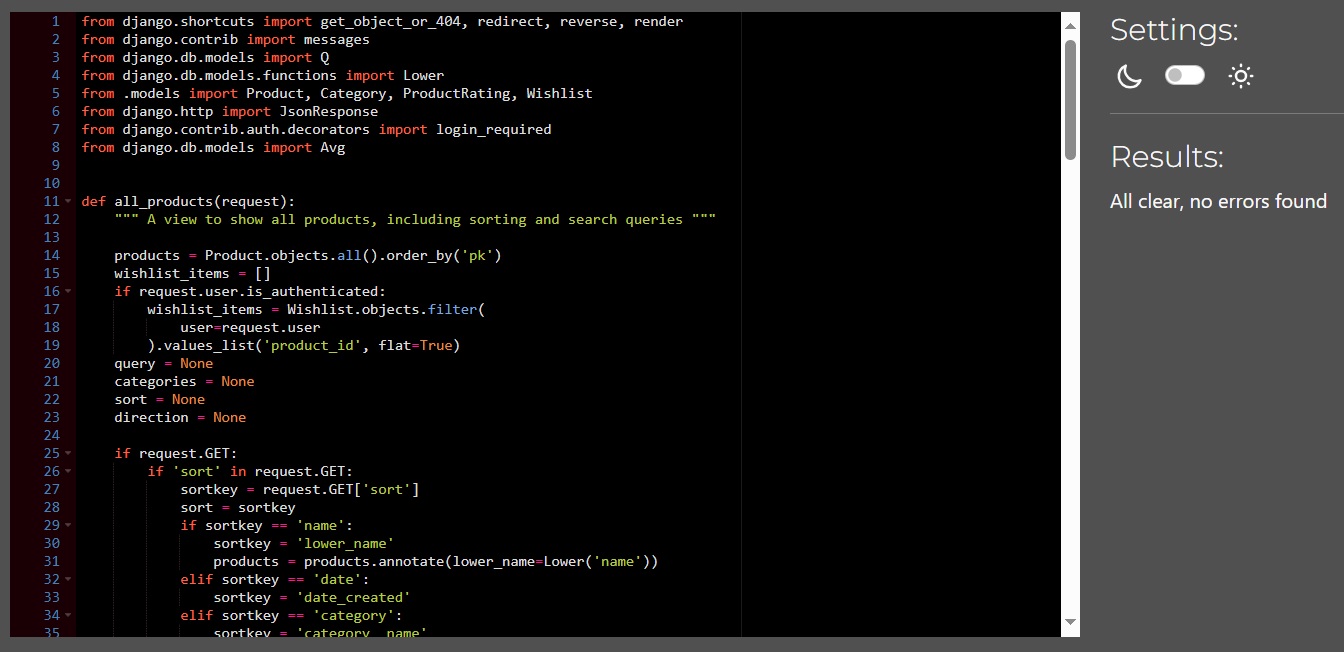 1 from django.shortcuts import get_object_or_404, redirect, reverse, render
2 from django.contrib import messages
3 from django.db.models import Q
4 from django.db.models.functions import Lower
5 from .models import Product, Category, ProductRating, Wishlist
6 from django.http import JsonResponse
7 from django.contrib.auth.decorators import login_required
8 from django.db.models import Avg
9
10
11 def all_products(request):
12     """ A view to show all products, including sorting and search queries """
13
14     products = Product.objects.all().order_by('pk')
15     wishlist_items = []
16     if request.user.is_authenticated:
17         wishlist_items = Wishlist.objects.filter(
18             user=request.user
19         ).values_list('product_id', flat=True)
20     query = None
21     categories = None
22     sort = None
23     direction = None
24
25     if request.GET:
26         if 'sort' in request.GET:
27             sortkey = request.GET['sort']
28             sort = sortkey
29             if sortkey == 'name':
30                 sortkey = 'lower_name'
31                 products = products.annotate(lower_name=Lower('name'))
32             elif sortkey == 'date':
33                 sortkey = 'date_created'
34             elif sortkey == 'category':
35                 sortkey = 'category__name'
Settings:
Results:
All clear, no errors found